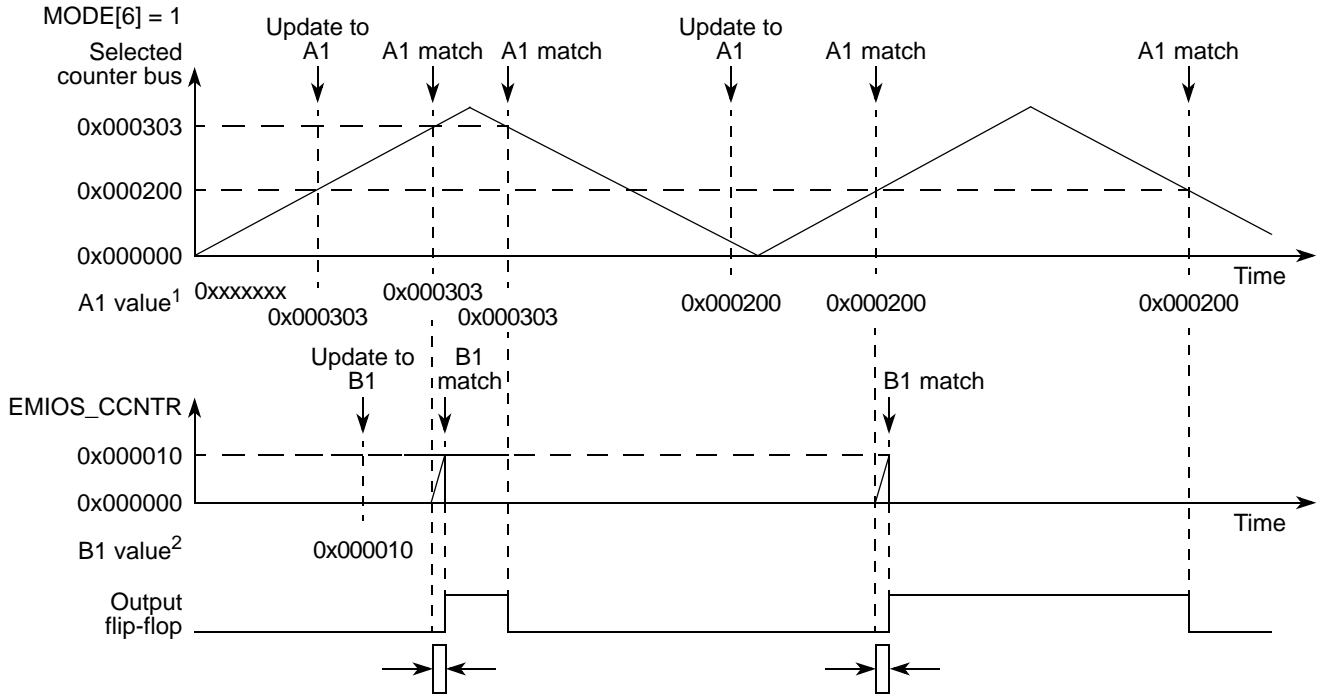 MODE[6] = 1
Selected
counter bus
Update to
A1
A1 match
A1 match
Update to
A1
A1 match
A1 match
0x000303
0x000200
0x000000
Time
A1 value1
0xxxxxxx
0x000303
0x000303
0x000303
0x000200
0x000200
0x000200
Update to
B1
B1
match
B1 match
EMIOS_CCNTR
0x000010
0x000000
Time
B1 value2
0x000010
Output
flip-flop